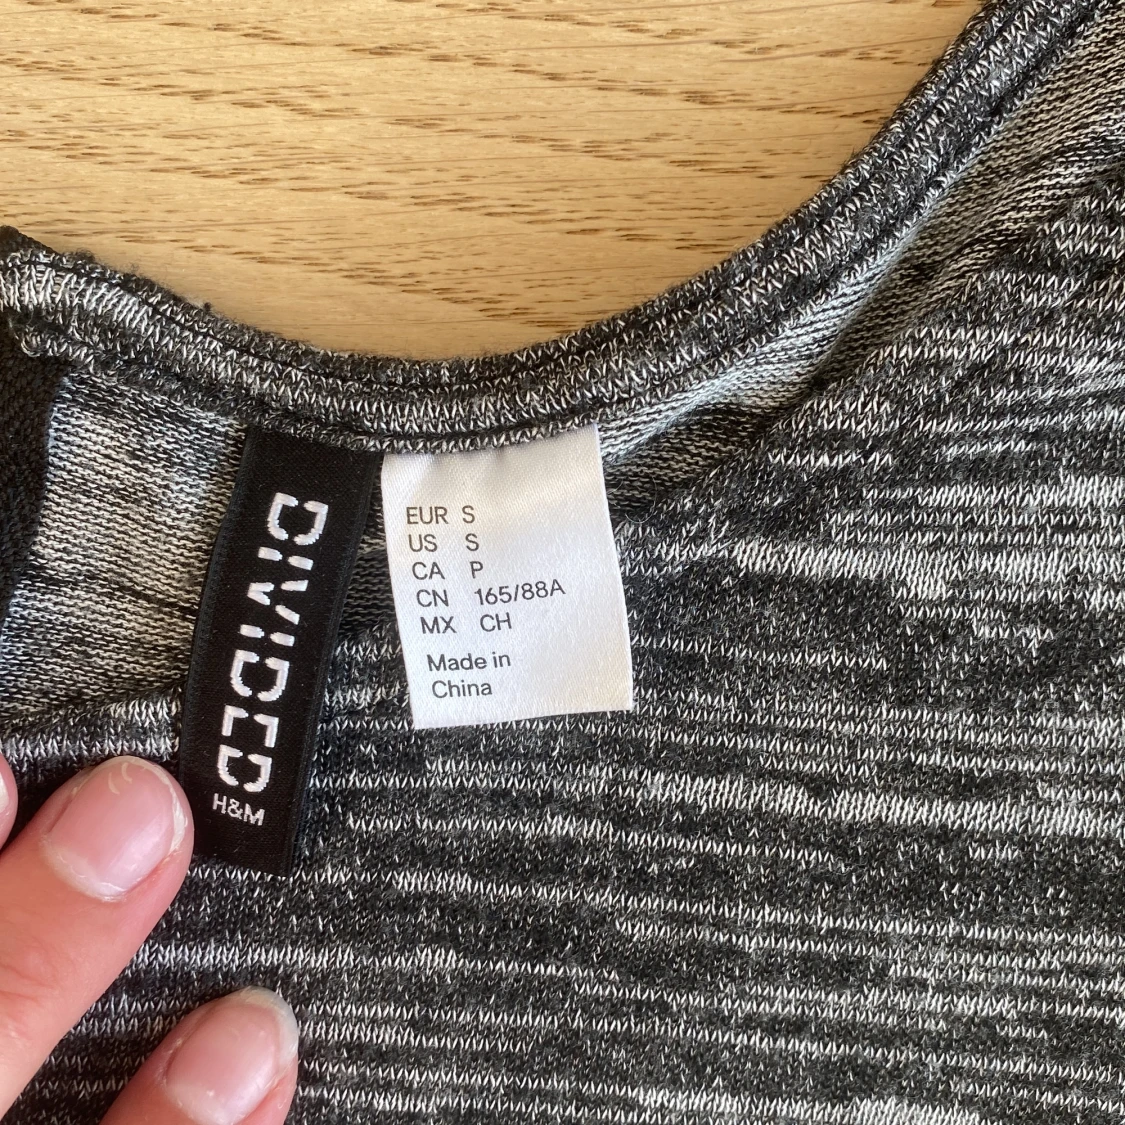 DIVIDED
H&M
EUR S
US S
CA P
CN 165/88A
MX CH
Made in
China